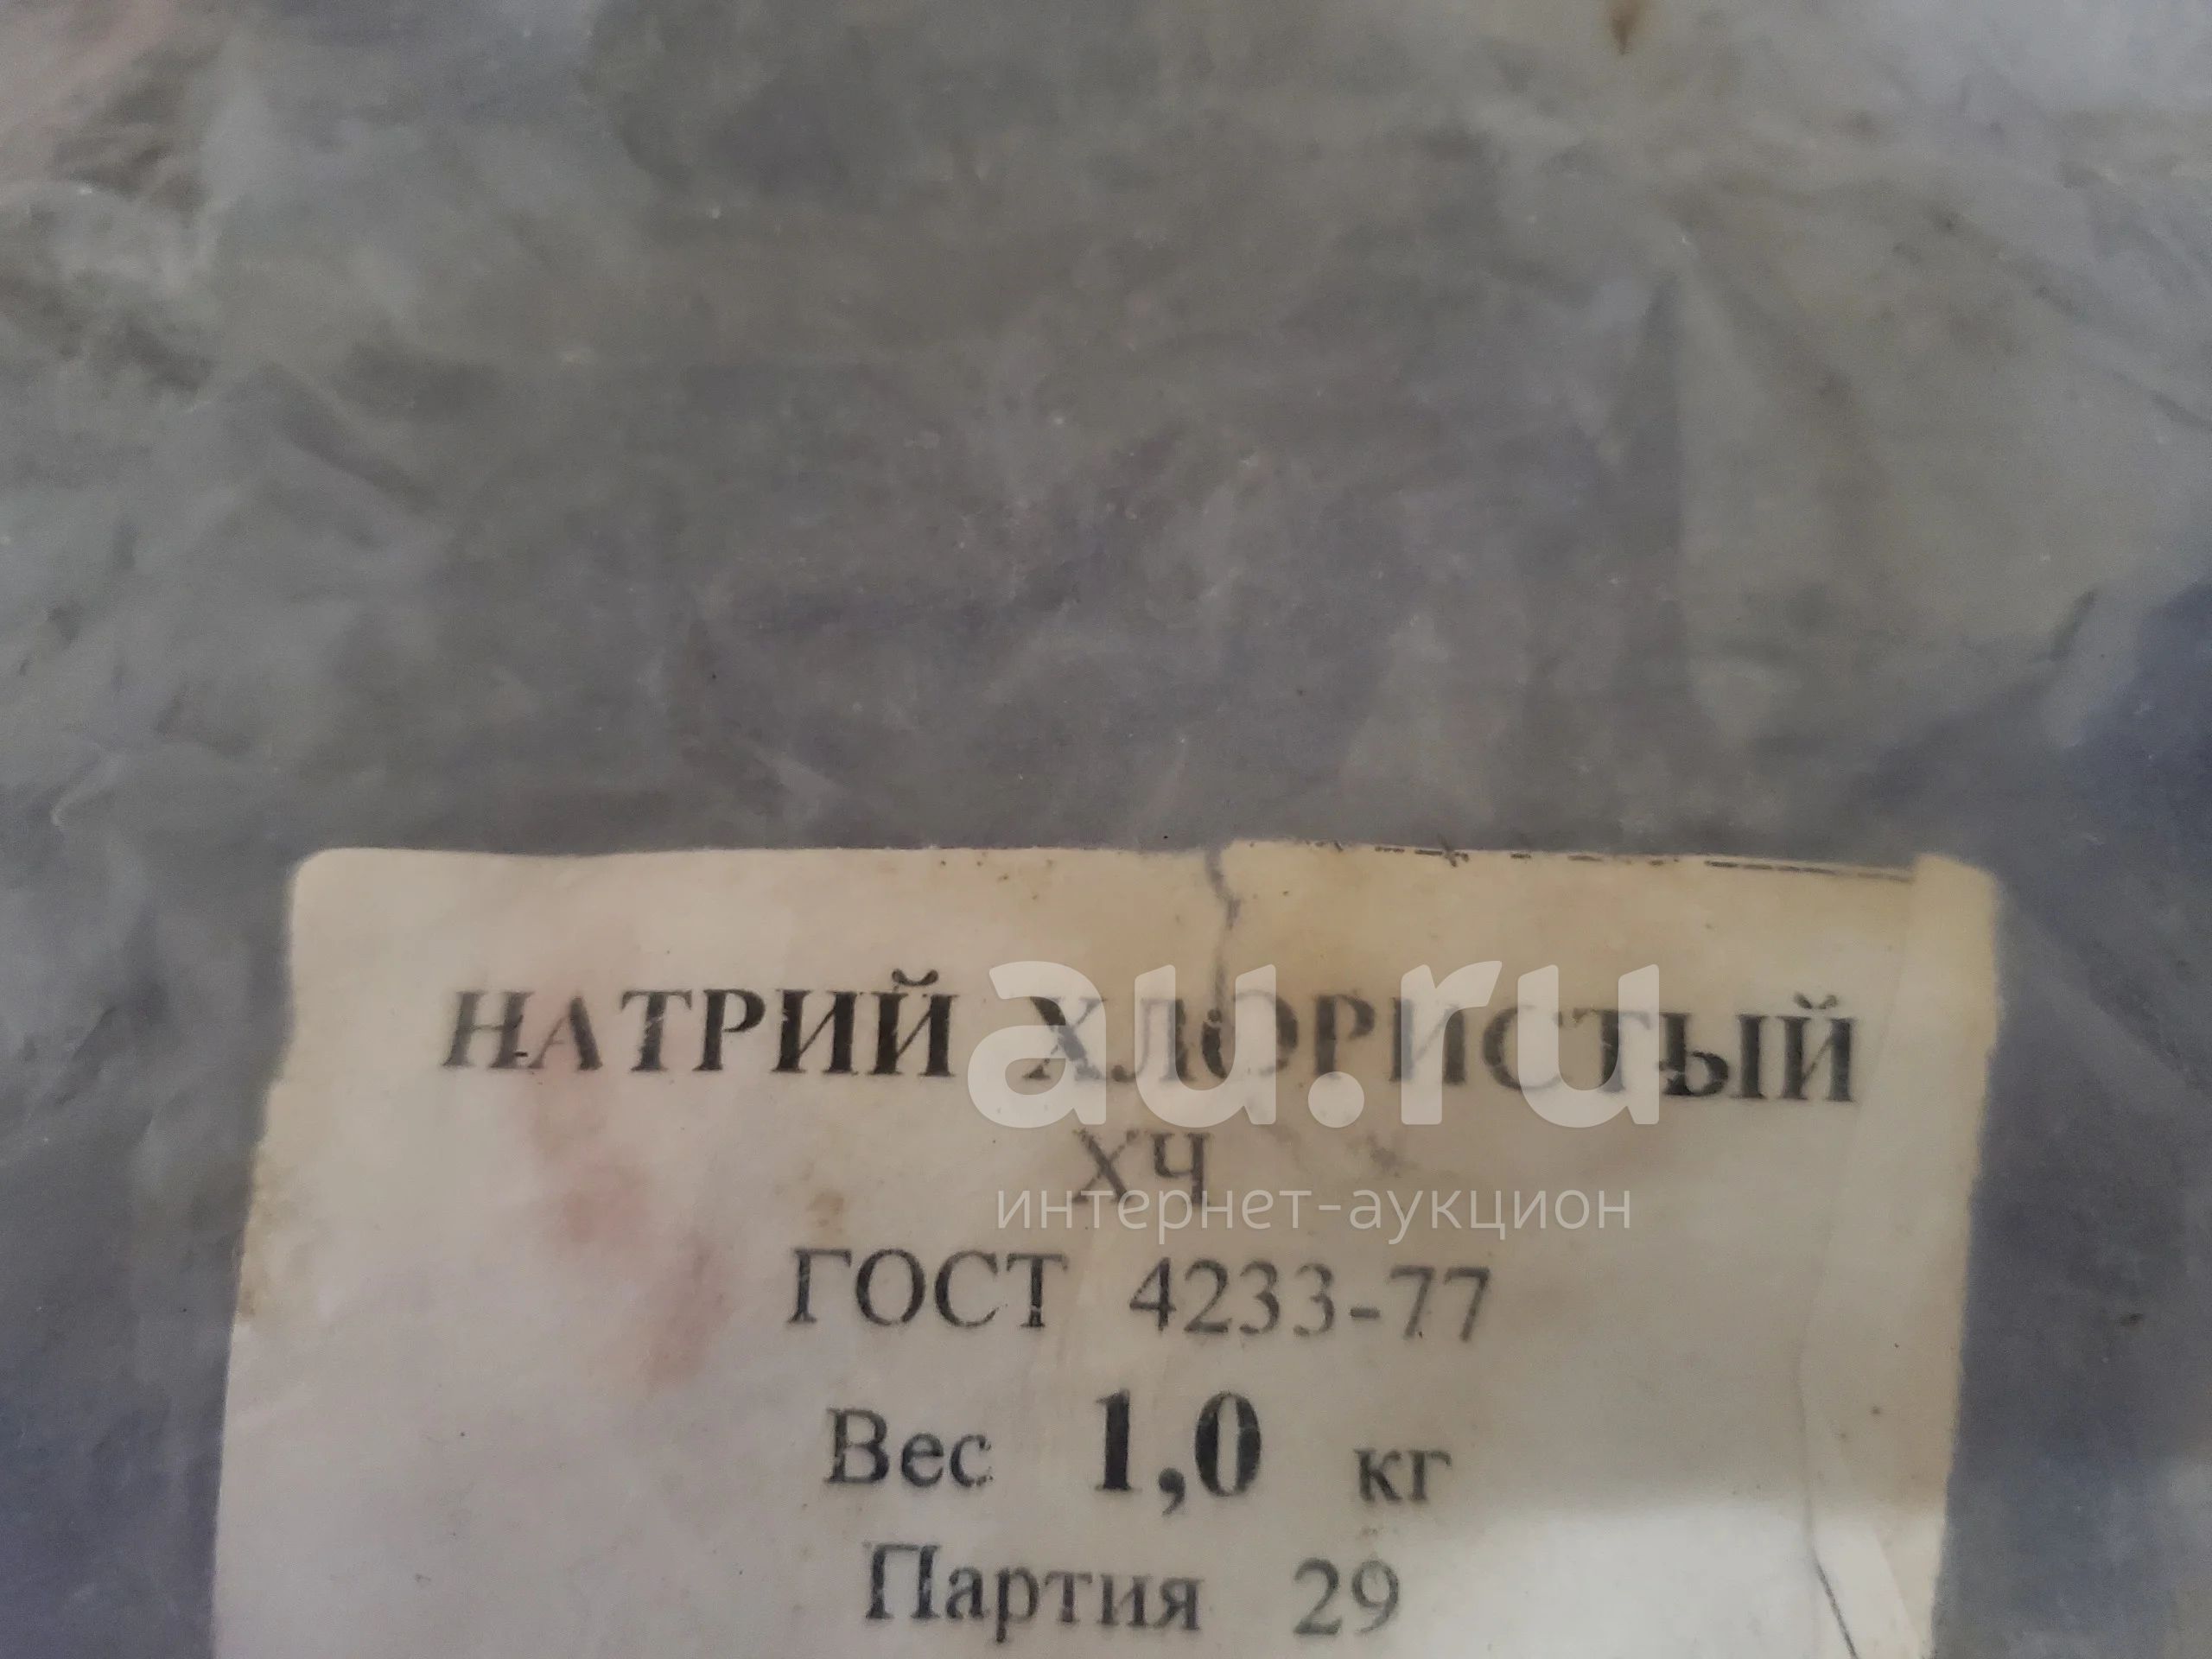 НАТРИЙ ХЛОРИСТЫЙ
au.ru
ХЧ
интернет-аукцион
ГОСТ 4233-77
Вес 1,0 кг
Партия 29